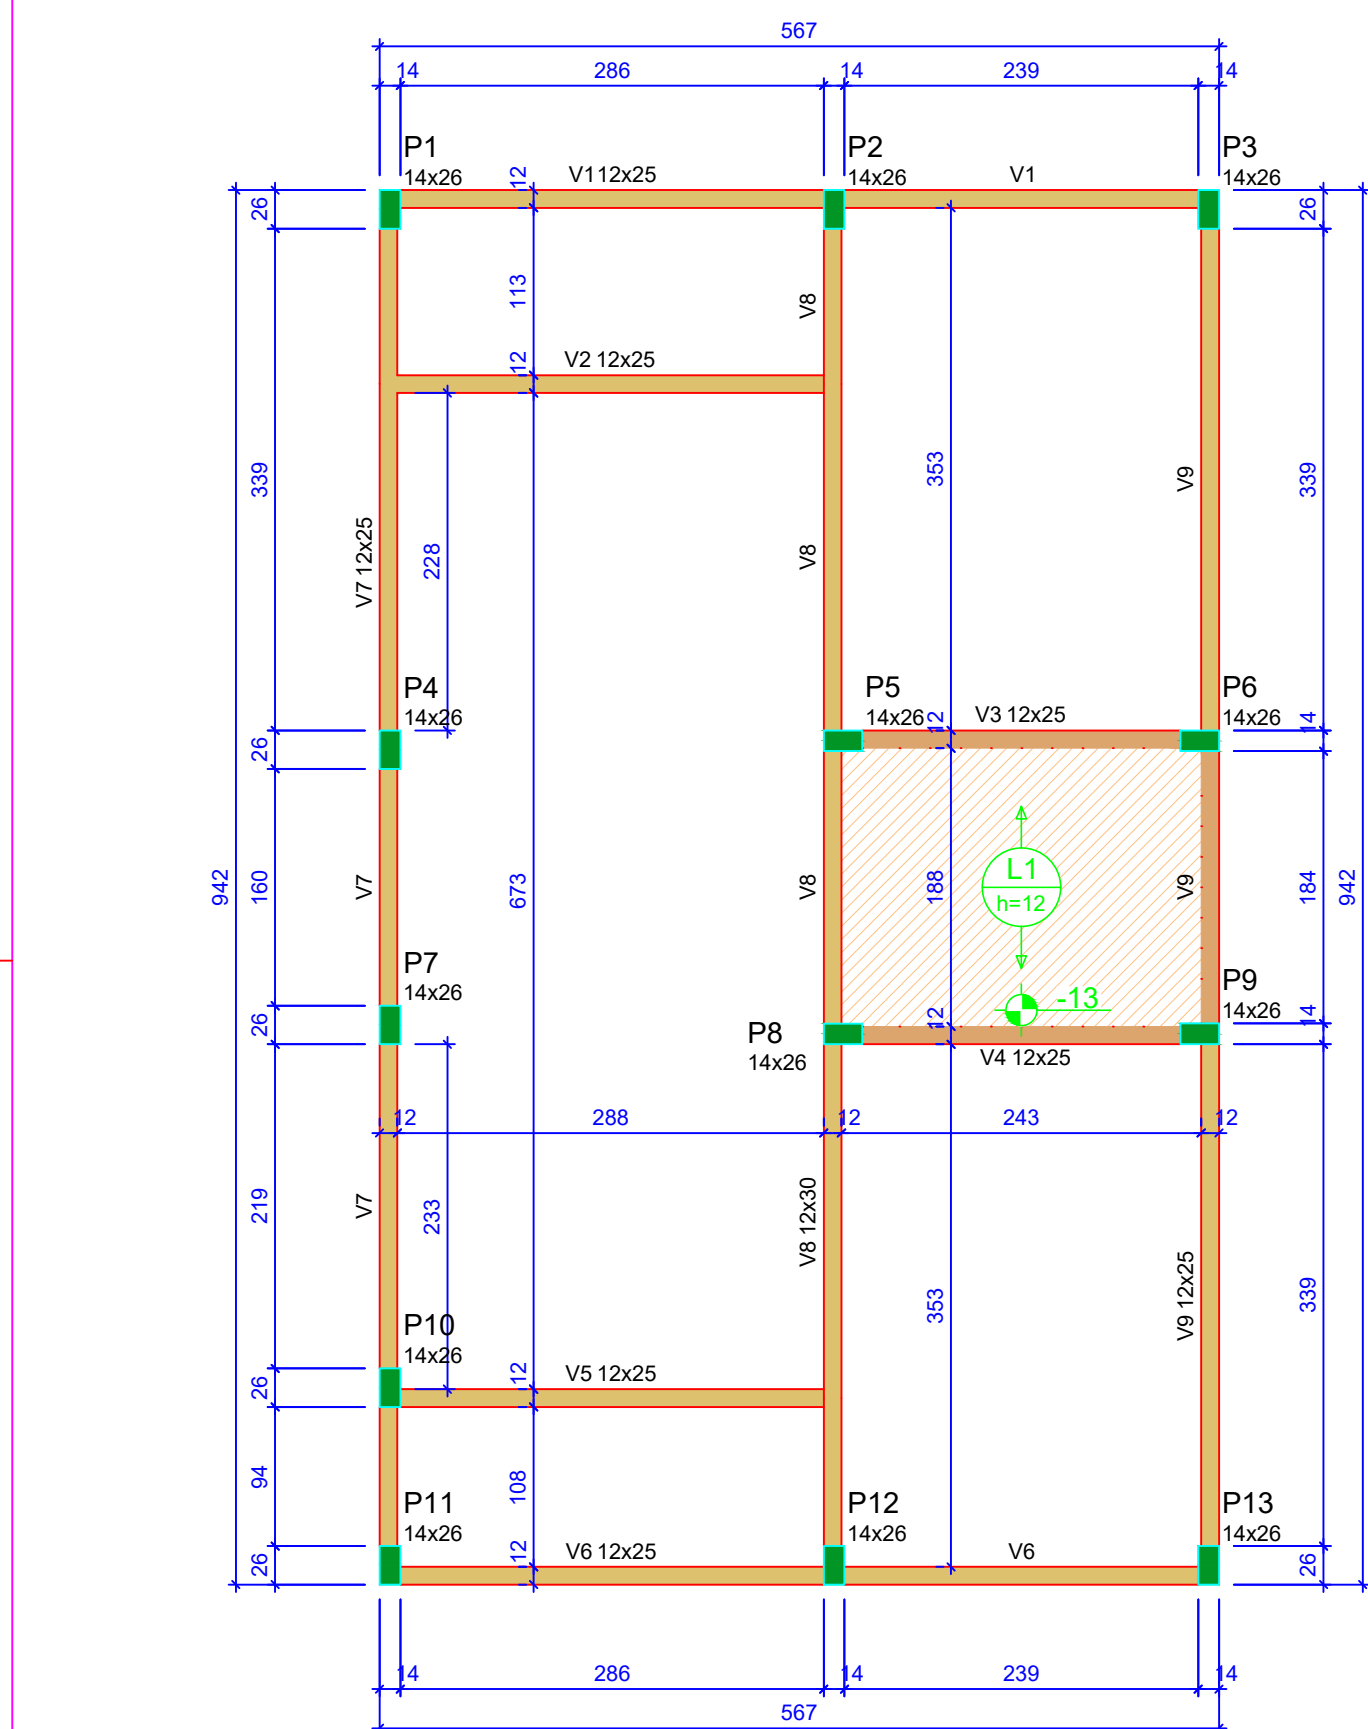 567
14 286 14 239 14
P1 P2 P3
14x26 12 V112x25 14x26 V1 14x26
26 26
113 V8
12 V2 12x25
339 353 V9 339
V7 12x25 228 V8
P4 P5 P6
14x26 14x26 12 V3 12x25 14x26 14
26
942 160 V7 673 V8 188 L1 V9 184 942
h=12
P7 P9
14x26 -13 14x26
26 P8 12 14
14x26 V4 12x25
12 288 12 243 12
219 V7 233 V8 12x30
353 V9 12x25 339
P10
14x26
26 12 V5 12x25
94 108
P11 P12 P13
14x26 14x26 14x26
26 12 V6 12x25 V6 26
14 286 14 239 14
567